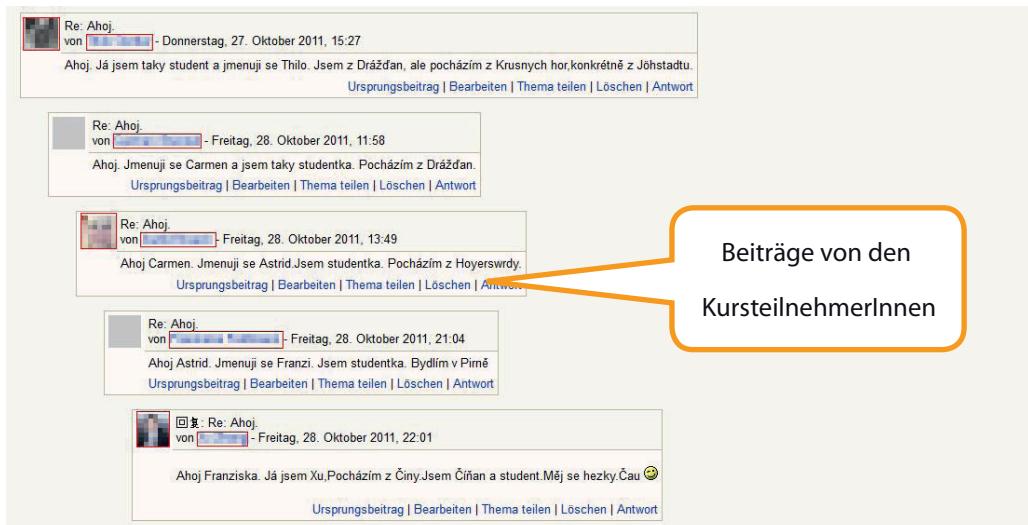 Re: Ahoj.
von - Donnerstag, 27. Oktober 2011, 15:27
Ahoj. Já jsem taky student a jmenuji se Thilo. Jsem z Drážďan, ale pocházím z Krusnych hor,konkrétně z Jöhstadtu.
Ursprungsbeitrag | Bearbeiten | Thema teilen | Löschen | Antwort
Re: Ahoj.
von - Freitag, 28. Oktober 2011, 11:58
Ahoj. Jmenuji se Carmen a jsem taky studentka. Pocházím z Drážďan.
Ursprungsbeitrag | Bearbeiten | Thema teilen | Löschen | Antwort
Re: Ahoj.
von - Freitag, 28. Oktober 2011, 13:49
Ahoj Carmen. Jmenuji se Astrid.Jsem studentka. Pocházím z Hoyerswrdy.
Ursprungsbeitrag | Bearbeiten | Thema teilen | Löschen | Antwort
Beiträge von den
KursteilnehmerInnen
Re: Ahoj.
von - Freitag, 28. Oktober 2011, 21:04
Ahoj Astrid. Jmenuji se Franzi. Jsem studentka. Bydlím v Pirně
Ursprungsbeitrag | Bearbeiten | Thema teilen | Löschen | Antwort
回复: Re: Ahoj.
von - Freitag, 28. Oktober 2011, 22:01
Ahoj Franziska. Já jsem Xu,Pocházím z Činy.Jsem Číňan a student.Měj se hezky.Čau
Ursprungsbeitrag | Bearbeiten | Thema teilen | Löschen | Antwort